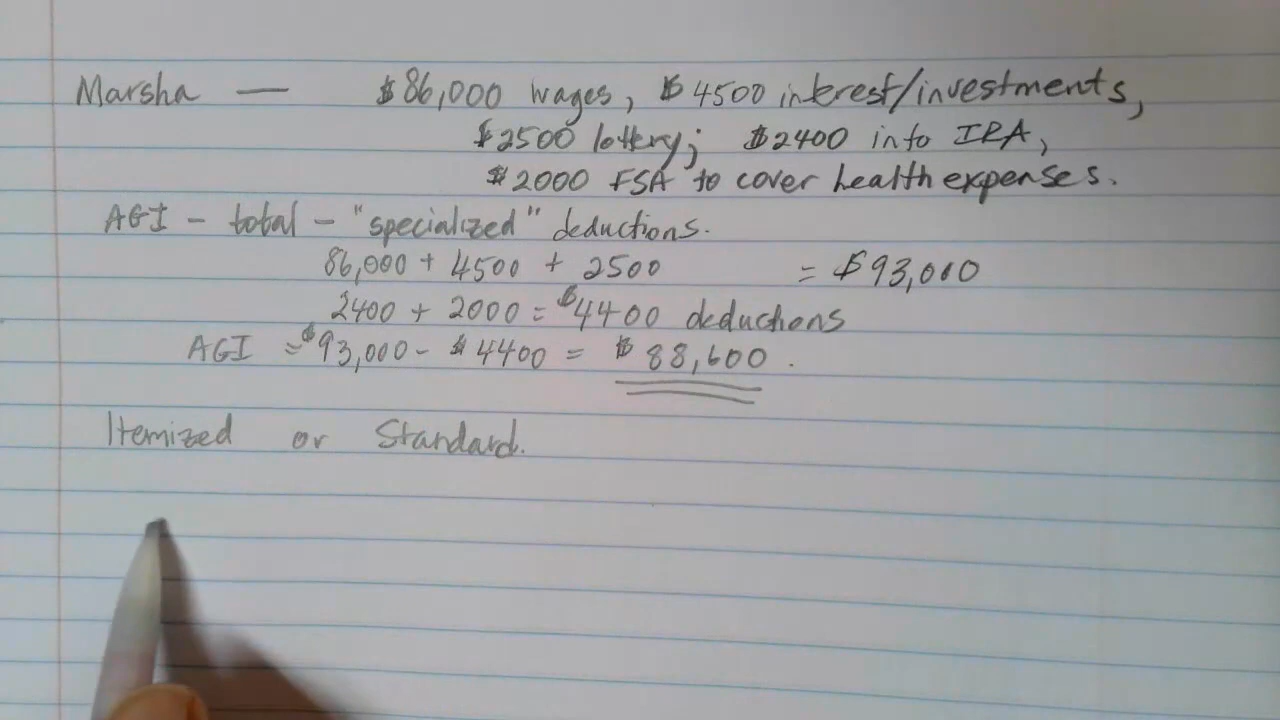 Marsha — $86,000 wages, $4500 interest/investments,
$2500 lottery; $2400 into IRA,
$2000 FSA to cover health expenses.
AGI - total - "specialized" deductions.
86,000 + 4500 + 2500 = $93,000
2400 + 2000 = $4400 deductions
AGI = $93,000 - $4400 = $88,600.
Itemized or Standard.